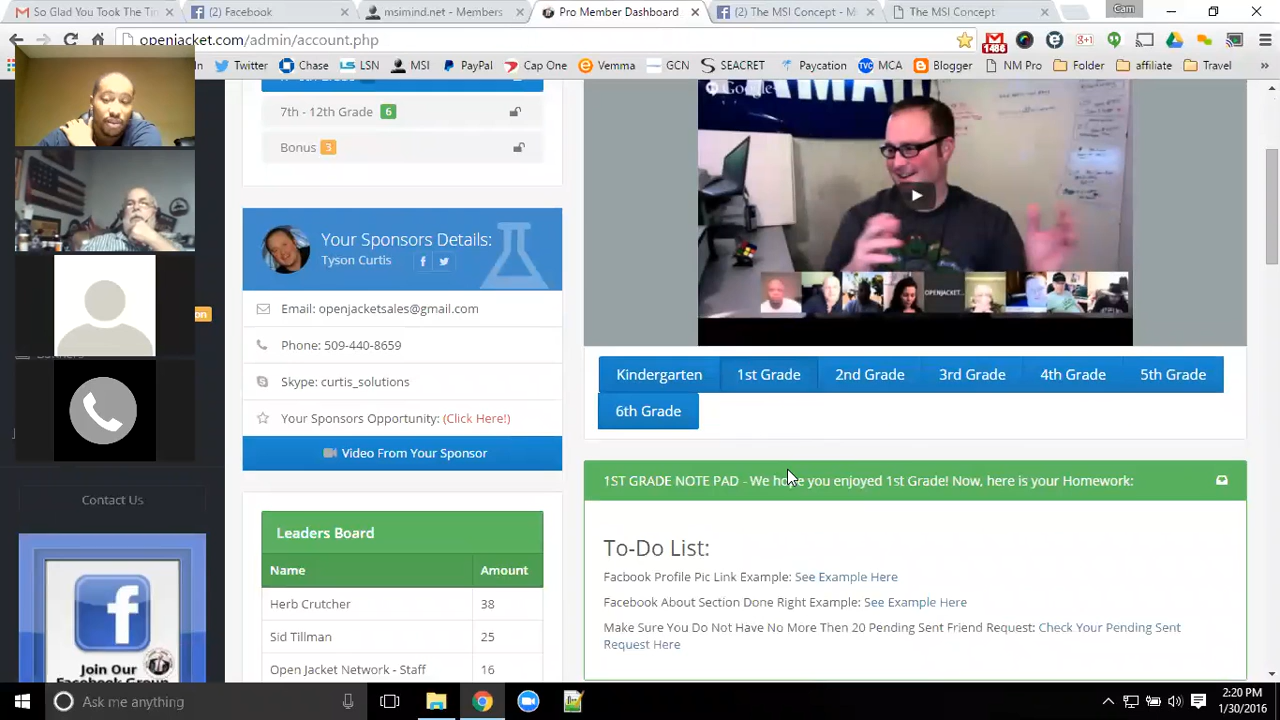 So Glad You Took The Tim
(2) Facebook
msimind.net - Members
Pro Member Dashboard
(2) The MSI Concept - M
The MSI Concept
Cam
openjacket.com/admin/account.php
1486
Twitter
Chase
LSN
MSI
PayPal
Cap One
Vemma
GCN
SEACRET
Paycation
MCA
Blogger
NM Pro
Folder
affiliate
Travel
7th - 12th Grade 6
Bonus 3
Your Sponsors Details:
Tyson Curtis
Email: openjacketsales@gmail.com
Phone: 509-440-8659
Skype: curtis_solutions
Your Sponsors Opportunity: (Click Here!)
Video From Your Sponsor
Leaders Board
Name Amount
Herb Crutcher 38
Sid Tillman 25
Open Jacket Network - Staff 16
Contact Us
Join Our
Google
OPENJACKET...
Kindergarten
1st Grade
2nd Grade
3rd Grade
4th Grade
5th Grade
6th Grade
1ST GRADE NOTE PAD - We hope you enjoyed 1st Grade! Now, here is your Homework:
To-Do List:
Facbook Profile Pic Link Example: See Example Here
Facebook About Section Done Right Example: See Example Here
Make Sure You Do Not Have No More Then 20 Pending Sent Friend Request: Check Your Pending Sent
Request Here
Ask me anything
2:20 PM
1/30/2016